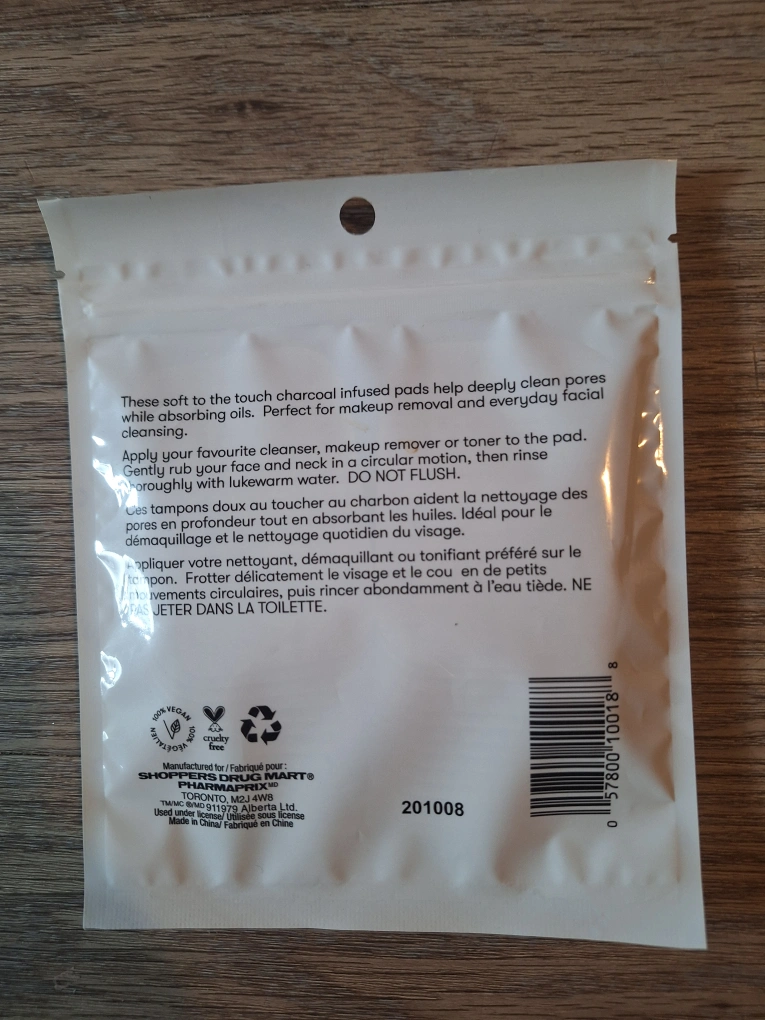 These soft to the touch charcoal infused pads help deeply clean pores
while absorbing oils. Perfect for makeup removal and everyday facial
cleansing.
Apply your favourite cleanser, makeup remover or toner to the pad.
Gently rub your face and neck in a circular motion, then rinse
thoroughly with lukewarm water. DO NOT FLUSH.
Ces tampons doux au toucher au charbon aident la nettoyage des
pores en profondeur tout en absorbant les huiles. Idéal pour le
démaquillage et le nettoyage quotidien du visage.
Appliquer votre nettoyant, démaquillant ou tonifiant préféré sur le
tampon. Frotter délicatement le visage et le cou en de petits
mouvements circulaires, puis rincer abondamment à l'eau tiède. NE
PAS JETER DANS LA TOILETTE.
100% VEGAN
100% VÉGÉTALIEN
cruelty
free
Manufactured for / Fabriqué pour :
SHOPPERS DRUG MART®
PHARMAPRIX MD
TORONTO, M2J 4W8
TM/MC ®/MD 911979 Alberta Ltd.
Used under license/ Utilisée sous license
Made in China/ Fabriqué en Chine
201008
0 57800 10018 8